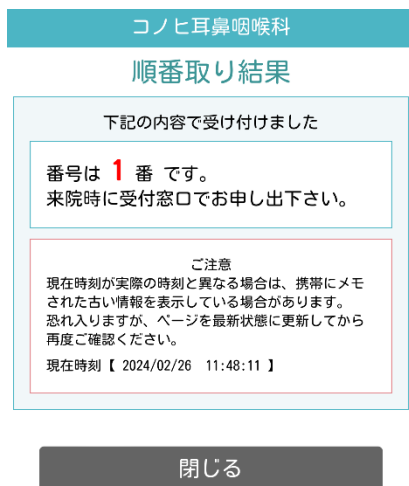 コノヒ耳鼻咽喉科
順番取り結果
下記の内容で受け付けました
番号は 1 番 です。
来院時に受付窓口でお申し出下さい。
ご注意
現在時刻が実際の時刻と異なる場合は、携帯にメモ
された古い情報を表示している場合があります。
恐れ入りますが、ページを最新状態に更新してから
再度ご確認ください。
現在時刻【 2024/02/26 11:48:11 】
閉じる